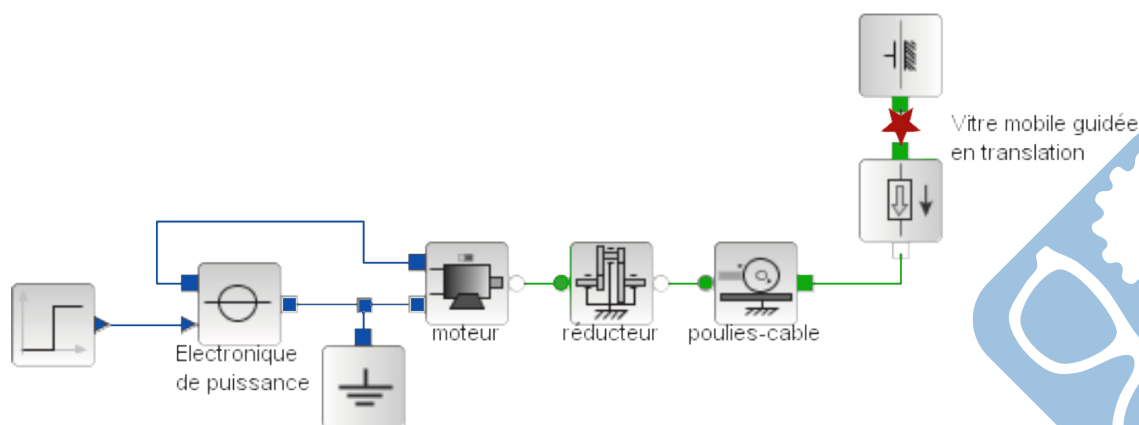 Vitre mobile guidée
en translation
moteur
réducteur
poulies-cable
Electronique
de puissance